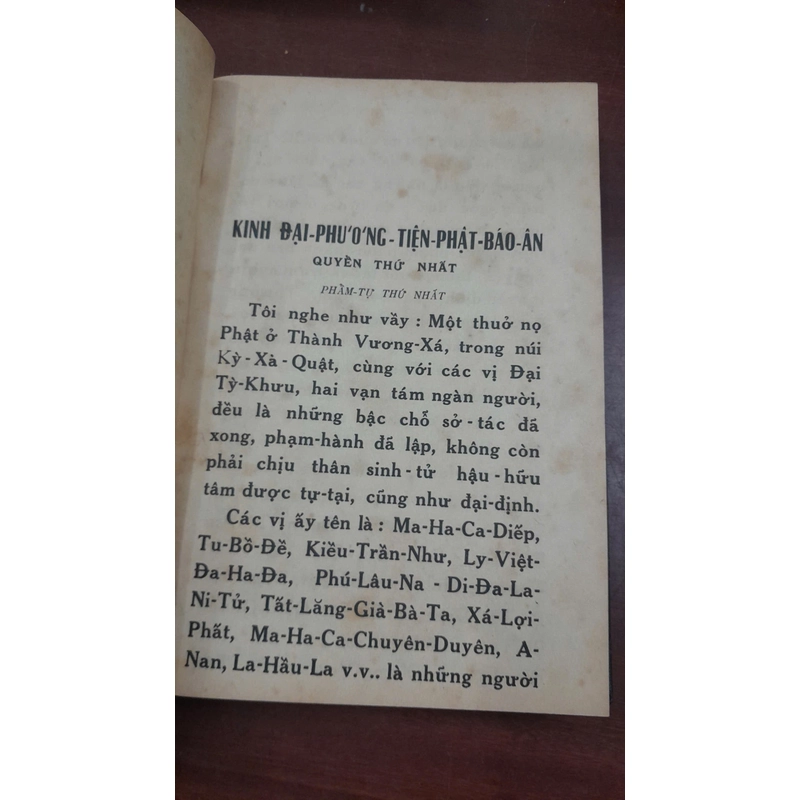 KINH ĐẠI-PHƯƠNG-TIỆN-PHẬT-BÁO-ÂN
QUYỀN THỨ NHẤT
PHẦM-TỰ THỨ NHẤT
Tôi nghe như vầy : Một thuở nọ
Phật ở Thành Vương-Xá, trong núi
Kỳ-Xà-Quật, cùng với các vị Đại
Tỳ-Khưu, hai vạn tám ngàn người,
đều là những bậc chỗ sở-tác đã
xong, phạm-hành đã lập, không còn
phải chịu thân sinh-tử hậu-hữu
tâm được tự-tại, cũng như đại-định.
Các vị ấy tên là : Ma-Ha-Ca-Diếp,
Tu-Bồ-Đề, Kiều-Trần-Như, Ly-Việt-
Đa-Ha-Đa, Phú-Lâu-Na - Di-Đa-La-
Ni-Tử, Tất-Lăng-Già-Bà-Ta, Xá-Lợi-
Phất, Ma-Ha-Ca-Chuyên-Duyên, A-
Nan, La-Hầu-La v.v.. là những người